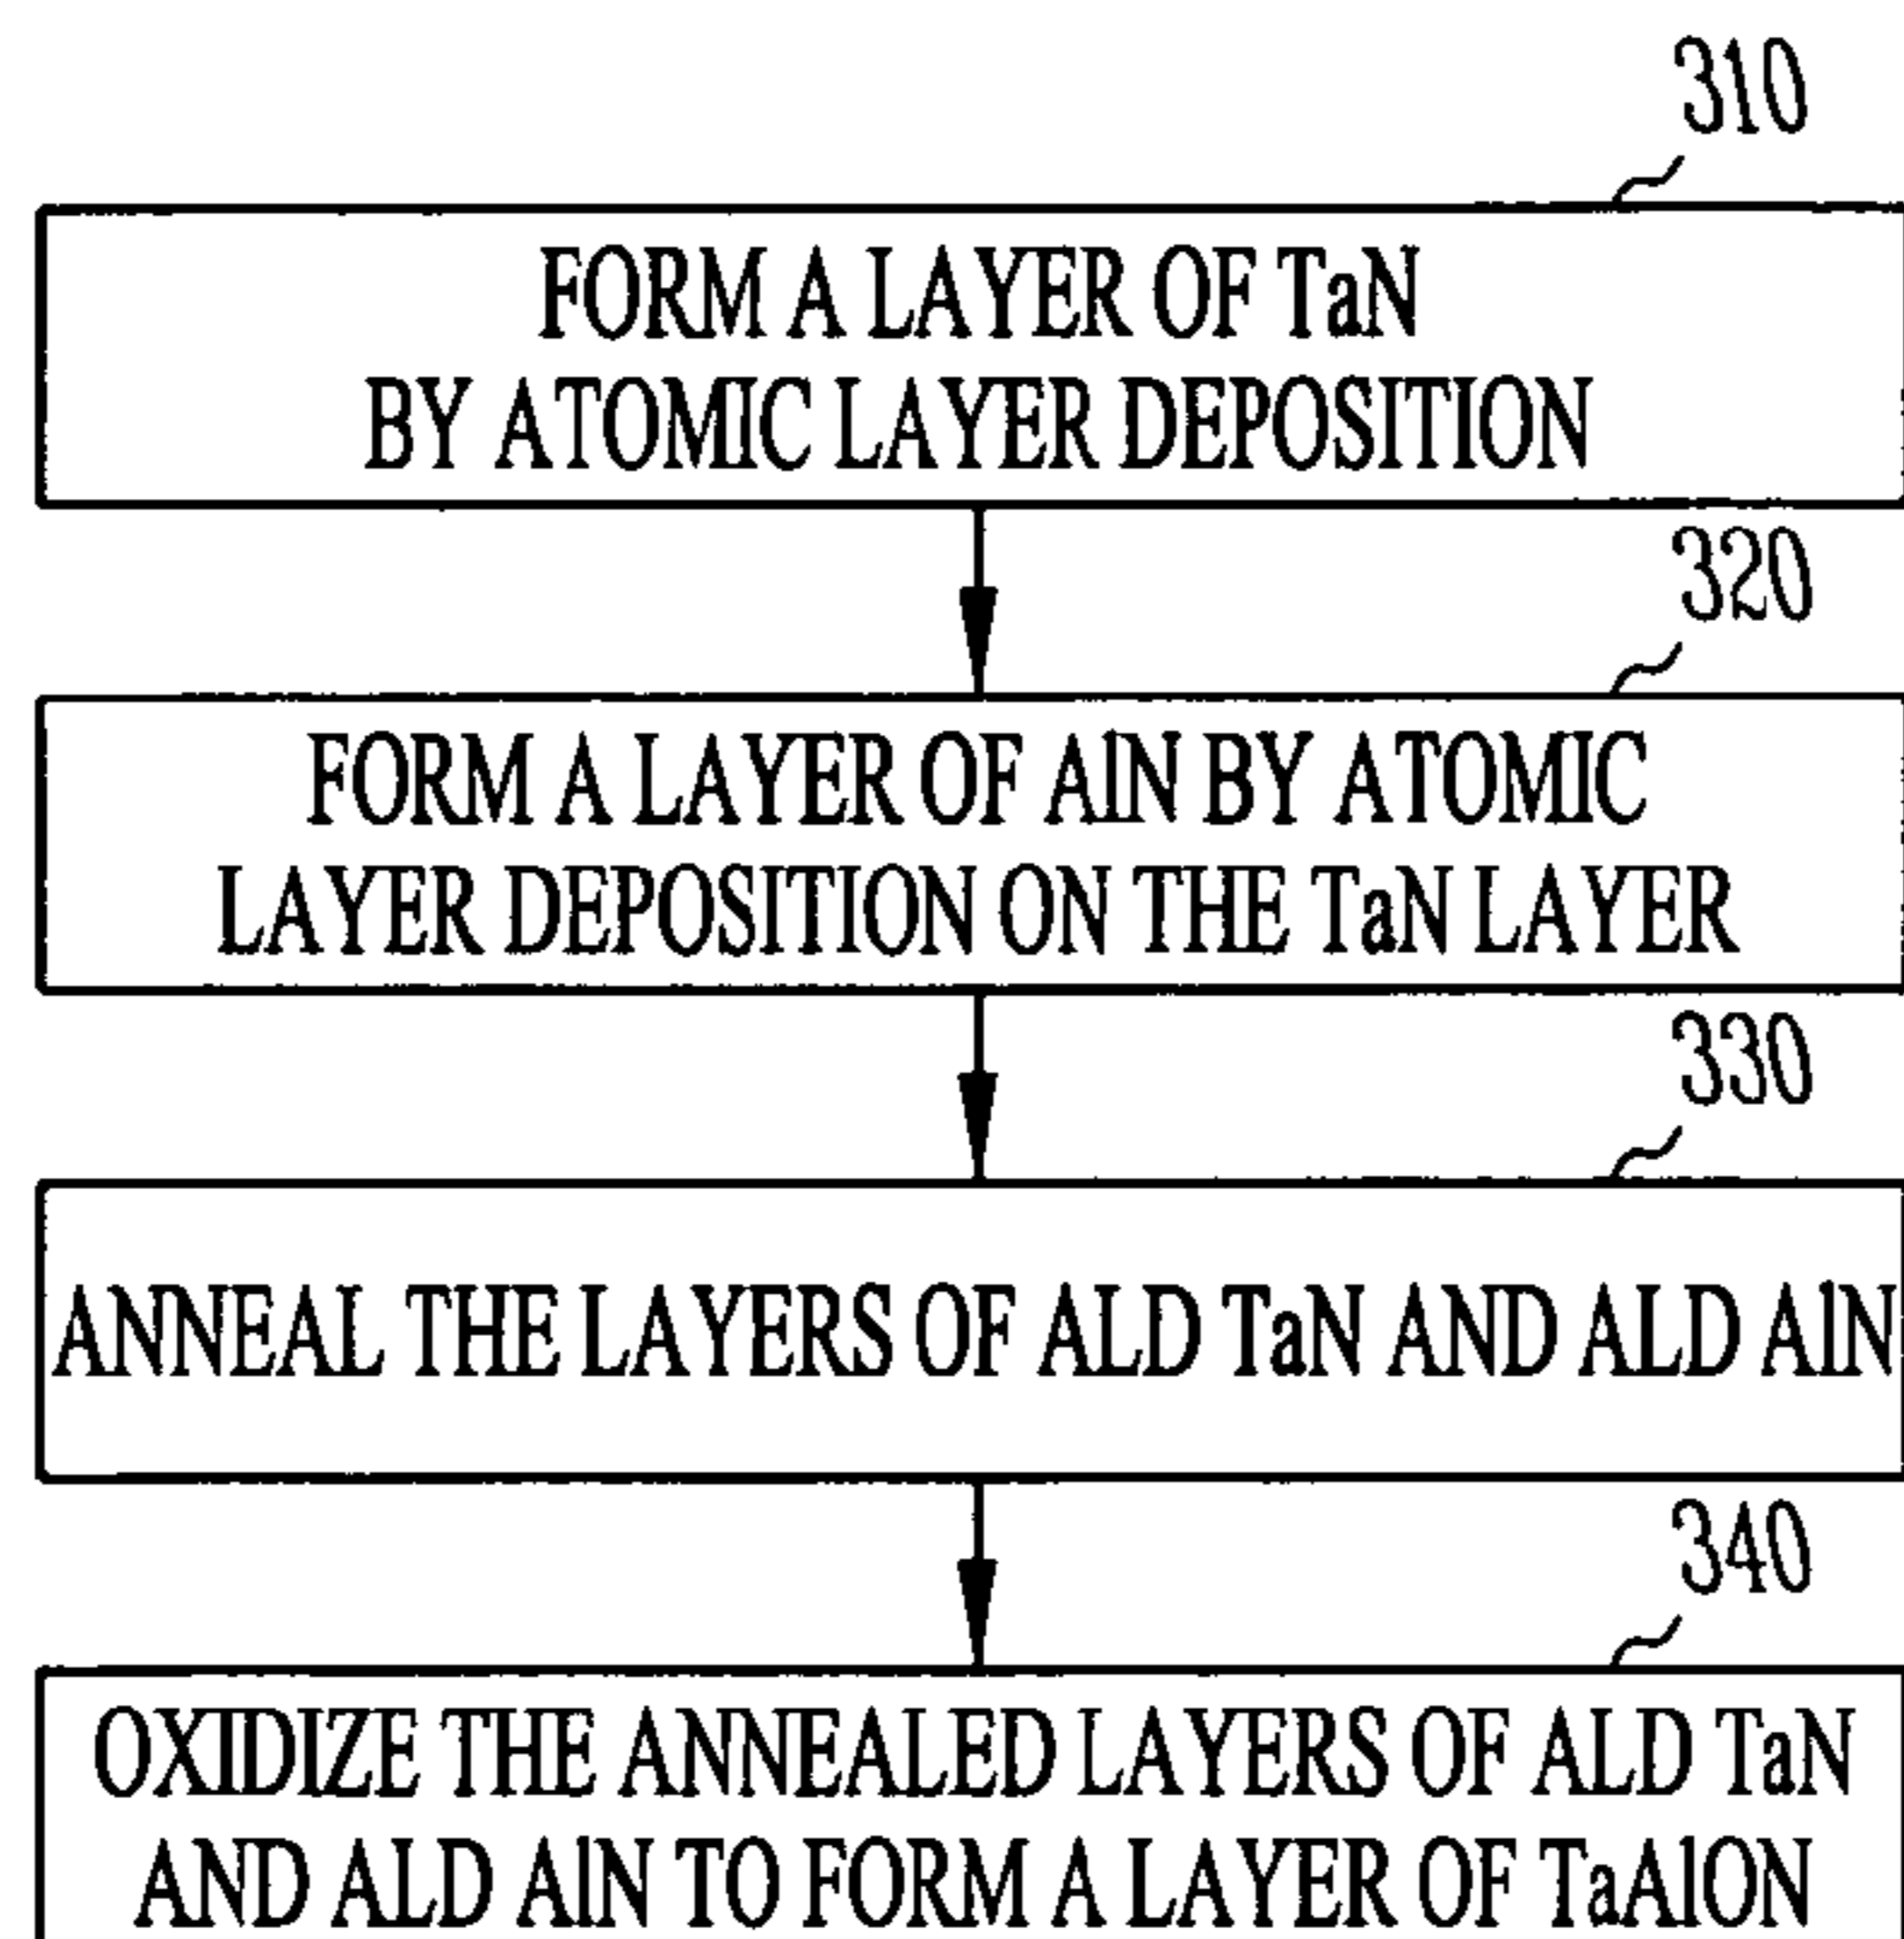 310
FORM A LAYER OF TaN
BY ATOMIC LAYER DEPOSITION
320
FORM A LAYER OF AlN BY ATOMIC
LAYER DEPOSITION ON THE TaN LAYER
330
ANNEAL THE LAYERS OF ALD TaN AND ALD AlN
340
OXIDIZE THE ANNEALED LAYERS OF ALD TaN
AND ALD AlN TO FORM A LAYER OF TaAlON